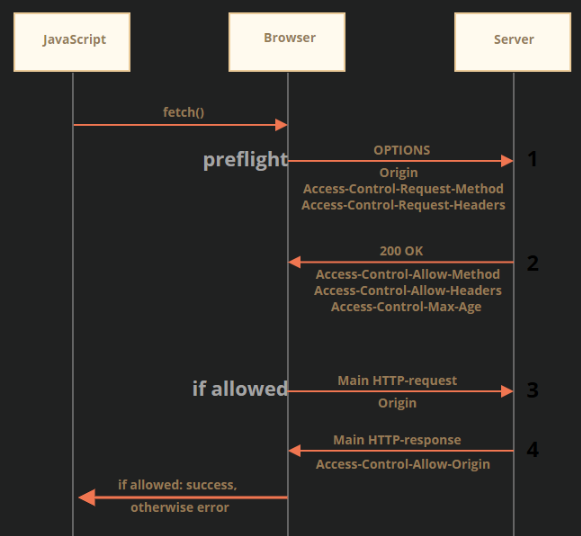 JavaScript
Browser
Server
fetch()
preflight
OPTIONS
1
Origin
Access-Control-Request-Method
Access-Control-Request-Headers
200 OK
2
Access-Control-Allow-Method
Access-Control-Allow-Headers
Access-Control-Max-Age
if allowed
Main HTTP-request
3
Origin
Main HTTP-response
4
Access-Control-Allow-Origin
if allowed: success,
otherwise error